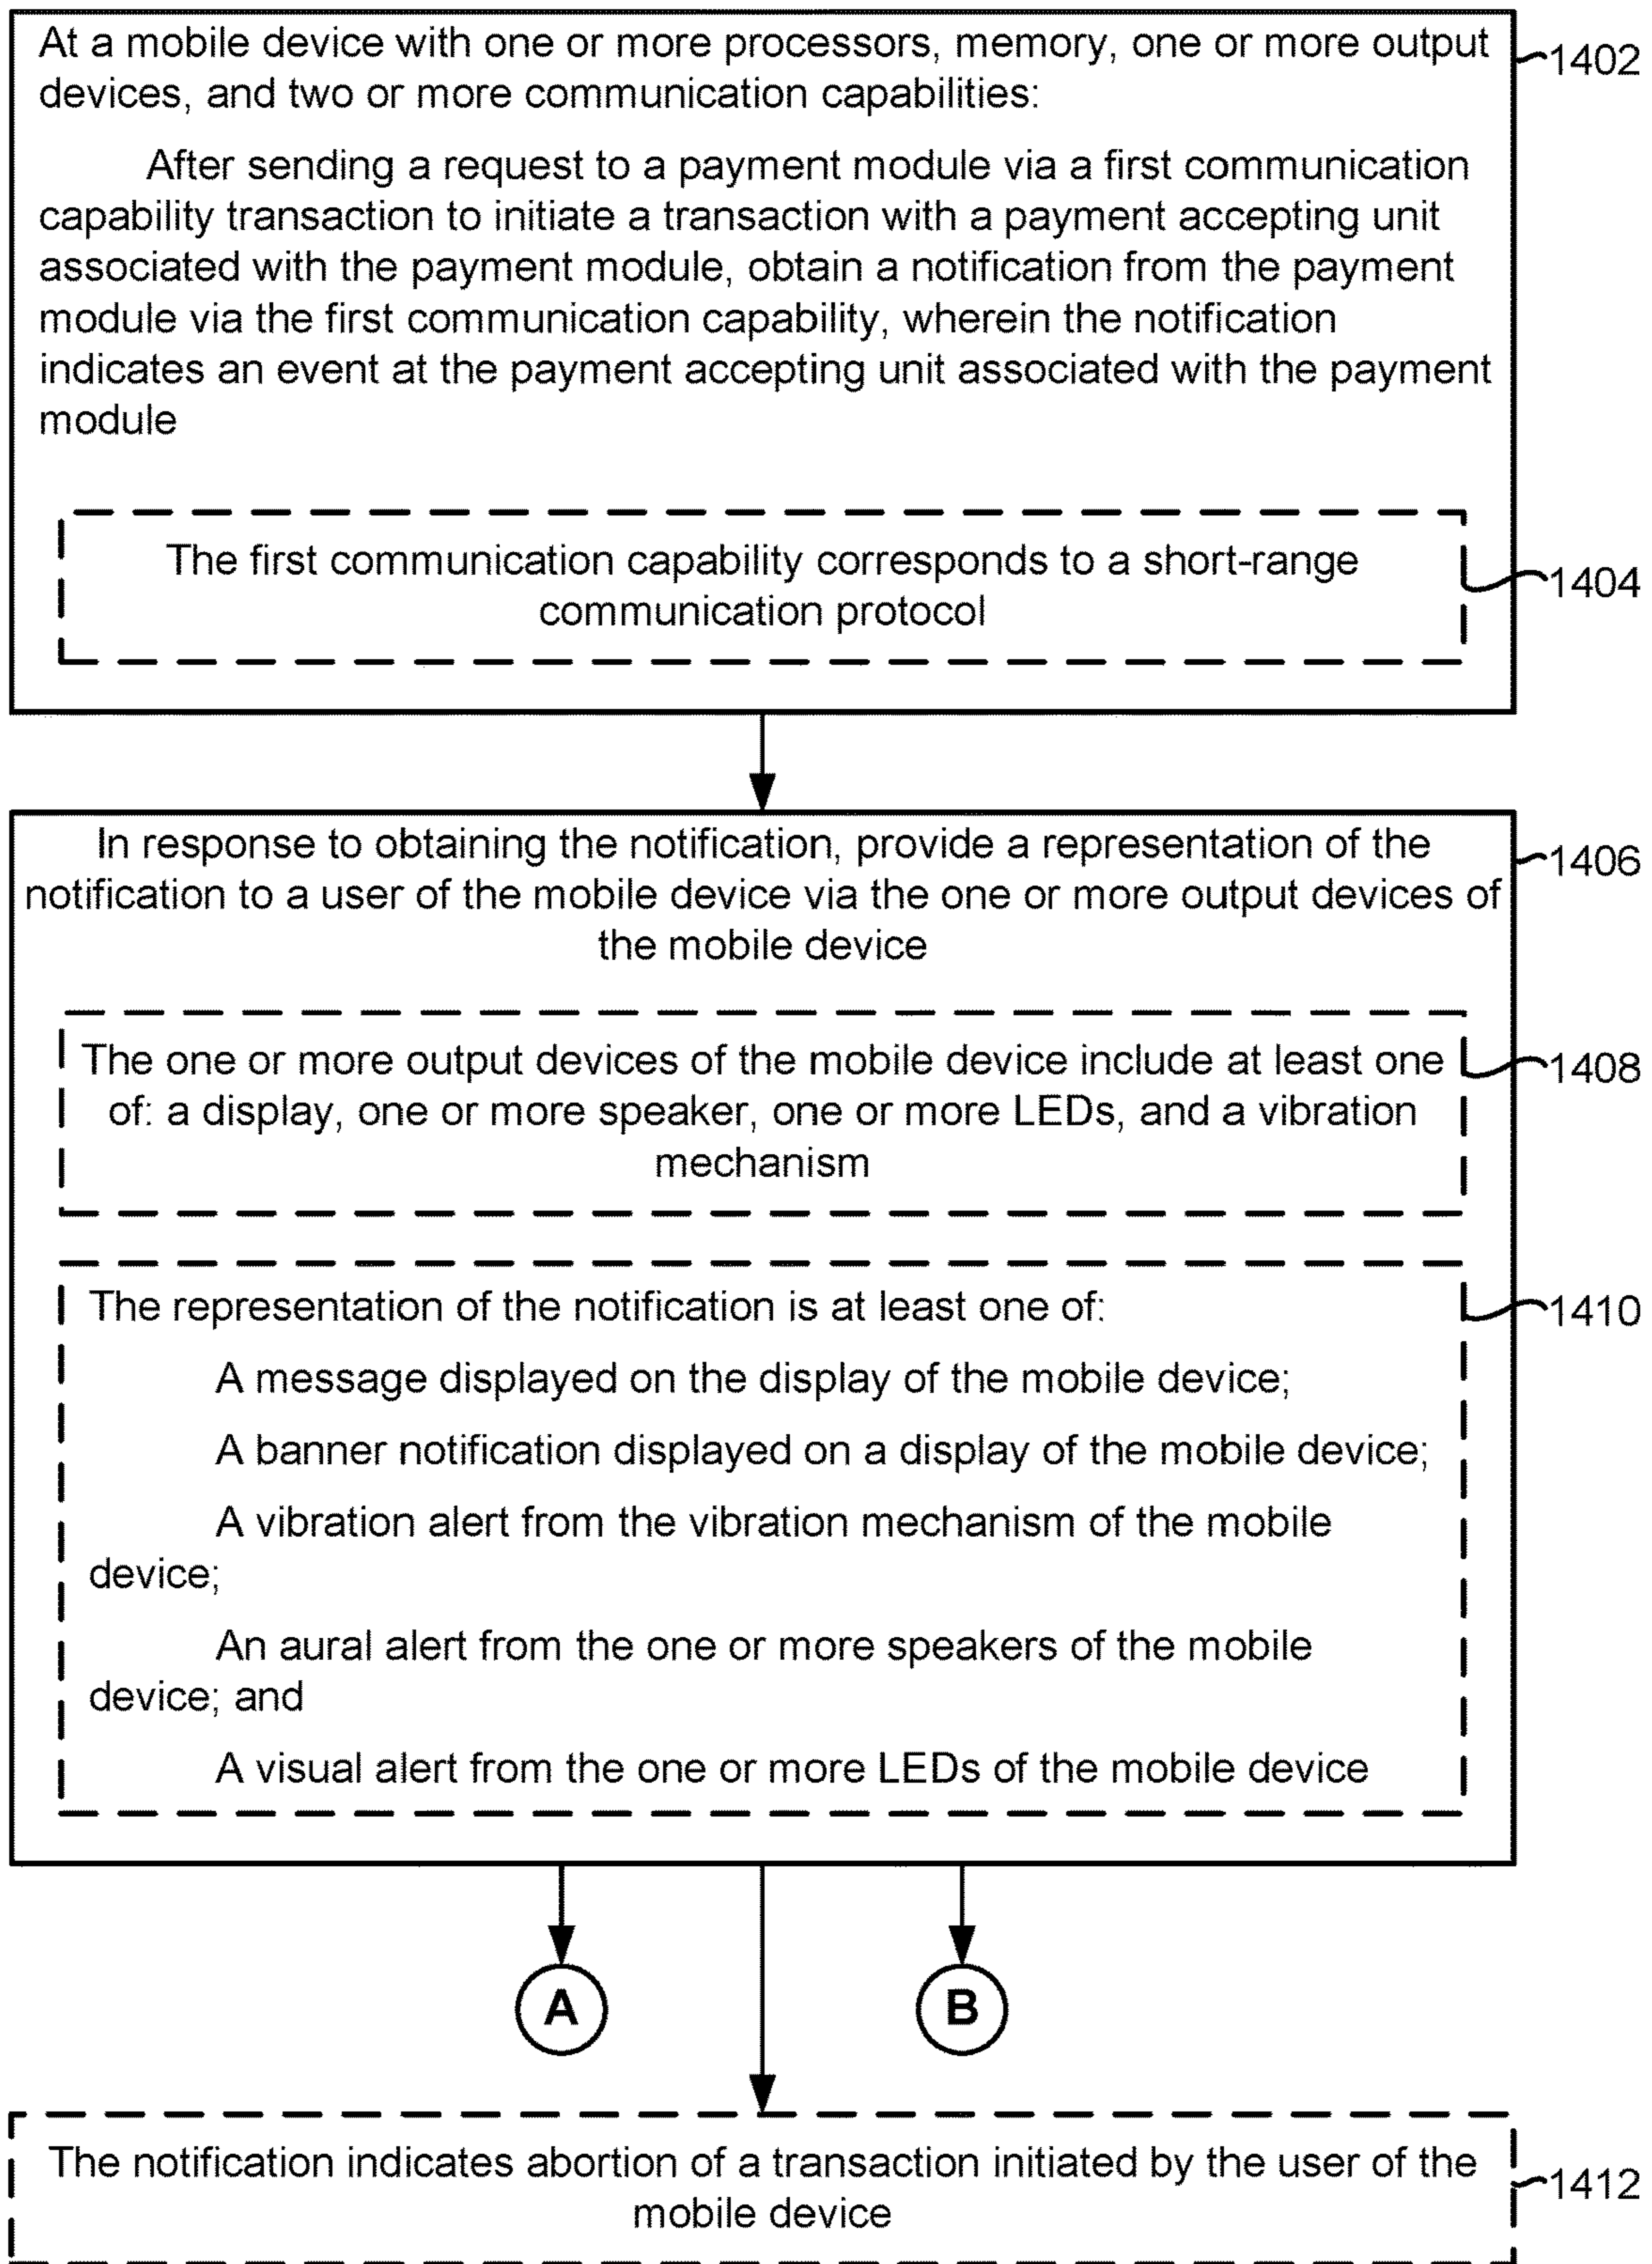 At a mobile device with one or more processors, memory, one or more output
devices, and two or more communication capabilities:
1402
After sending a request to a payment module via a first communication
capability transaction to initiate a transaction with a payment accepting unit
associated with the payment module, obtain a notification from the payment
module via the first communication capability, wherein the notification
indicates an event at the payment accepting unit associated with the payment
module
The first communication capability corresponds to a short-range
communication protocol
1404
In response to obtaining the notification, provide a representation of the
notification to a user of the mobile device via the one or more output devices of
the mobile device
1406
The one or more output devices of the mobile device include at least one
of: a display, one or more speaker, one or more LEDs, and a vibration
mechanism
1408
The representation of the notification is at least one of:
1410
A message displayed on the display of the mobile device;
A banner notification displayed on a display of the mobile device;
A vibration alert from the vibration mechanism of the mobile
device;
An aural alert from the one or more speakers of the mobile
device; and
A visual alert from the one or more LEDs of the mobile device
A
B
The notification indicates abortion of a transaction initiated by the user of the
mobile device
1412